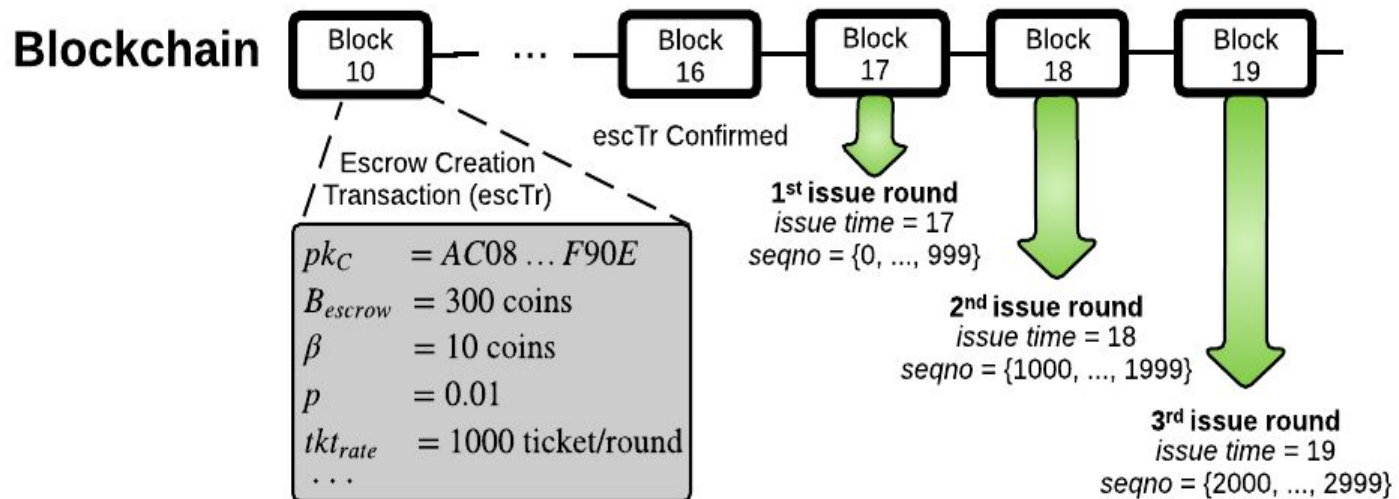 Blockchain
Block
10
...
Block
16
Block
17
Block
18
Block
19
escTr Confirmed
Escrow Creation
Transaction (escTr)
pk_C = AC08 … F90E
B_escrow = 300 coins
β = 10 coins
p = 0.01
tkt_rate = 1000 ticket/round
...
1st issue round
issue time = 17
seqno = {0, ..., 999}
2nd issue round
issue time = 18
seqno = {1000, ..., 1999}
3rd issue round
issue time = 19
seqno = {2000, ..., 2999}